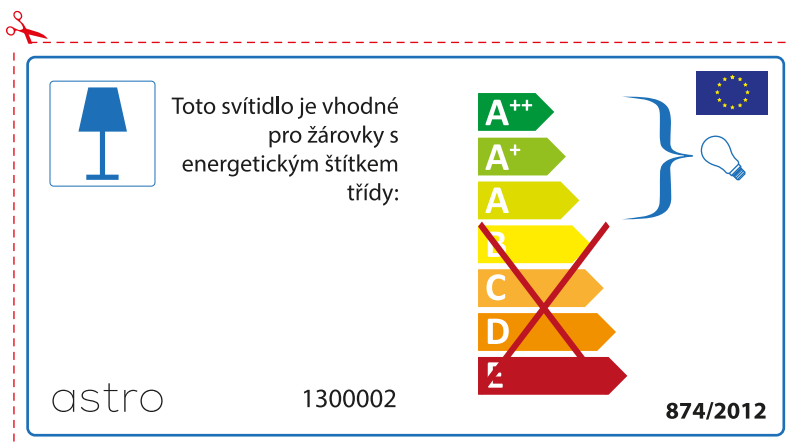 Toto svítidlo je vhodné
pro žárovky s
energetickým štítkem
třídy:
A++
A+
A
B
C
D
E
astro
1300002
874/2012